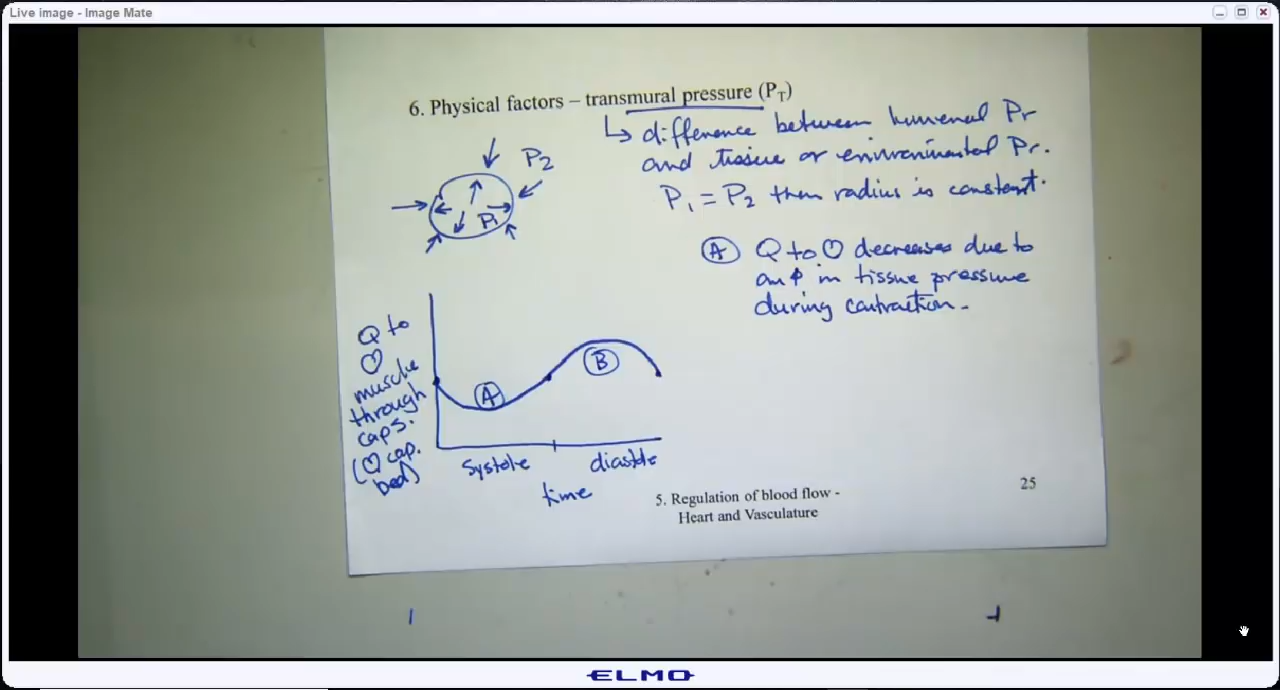 Live image - Image Mate
6. Physical factors – transmural pressure (PT)
↳ difference between lumenal Pr
and tissue or environmental Pr.
P1 = P2 then radius is constant.
P2
P1
A Q to ♡ decreases due to
an ↑ in tissue pressure
during contraction.
Q to
♡
muscle
through
caps.
(♡ cap.
bed)
A
B
Systole
diastole
time
5. Regulation of blood flow -
Heart and Vasculature
25
ELMO